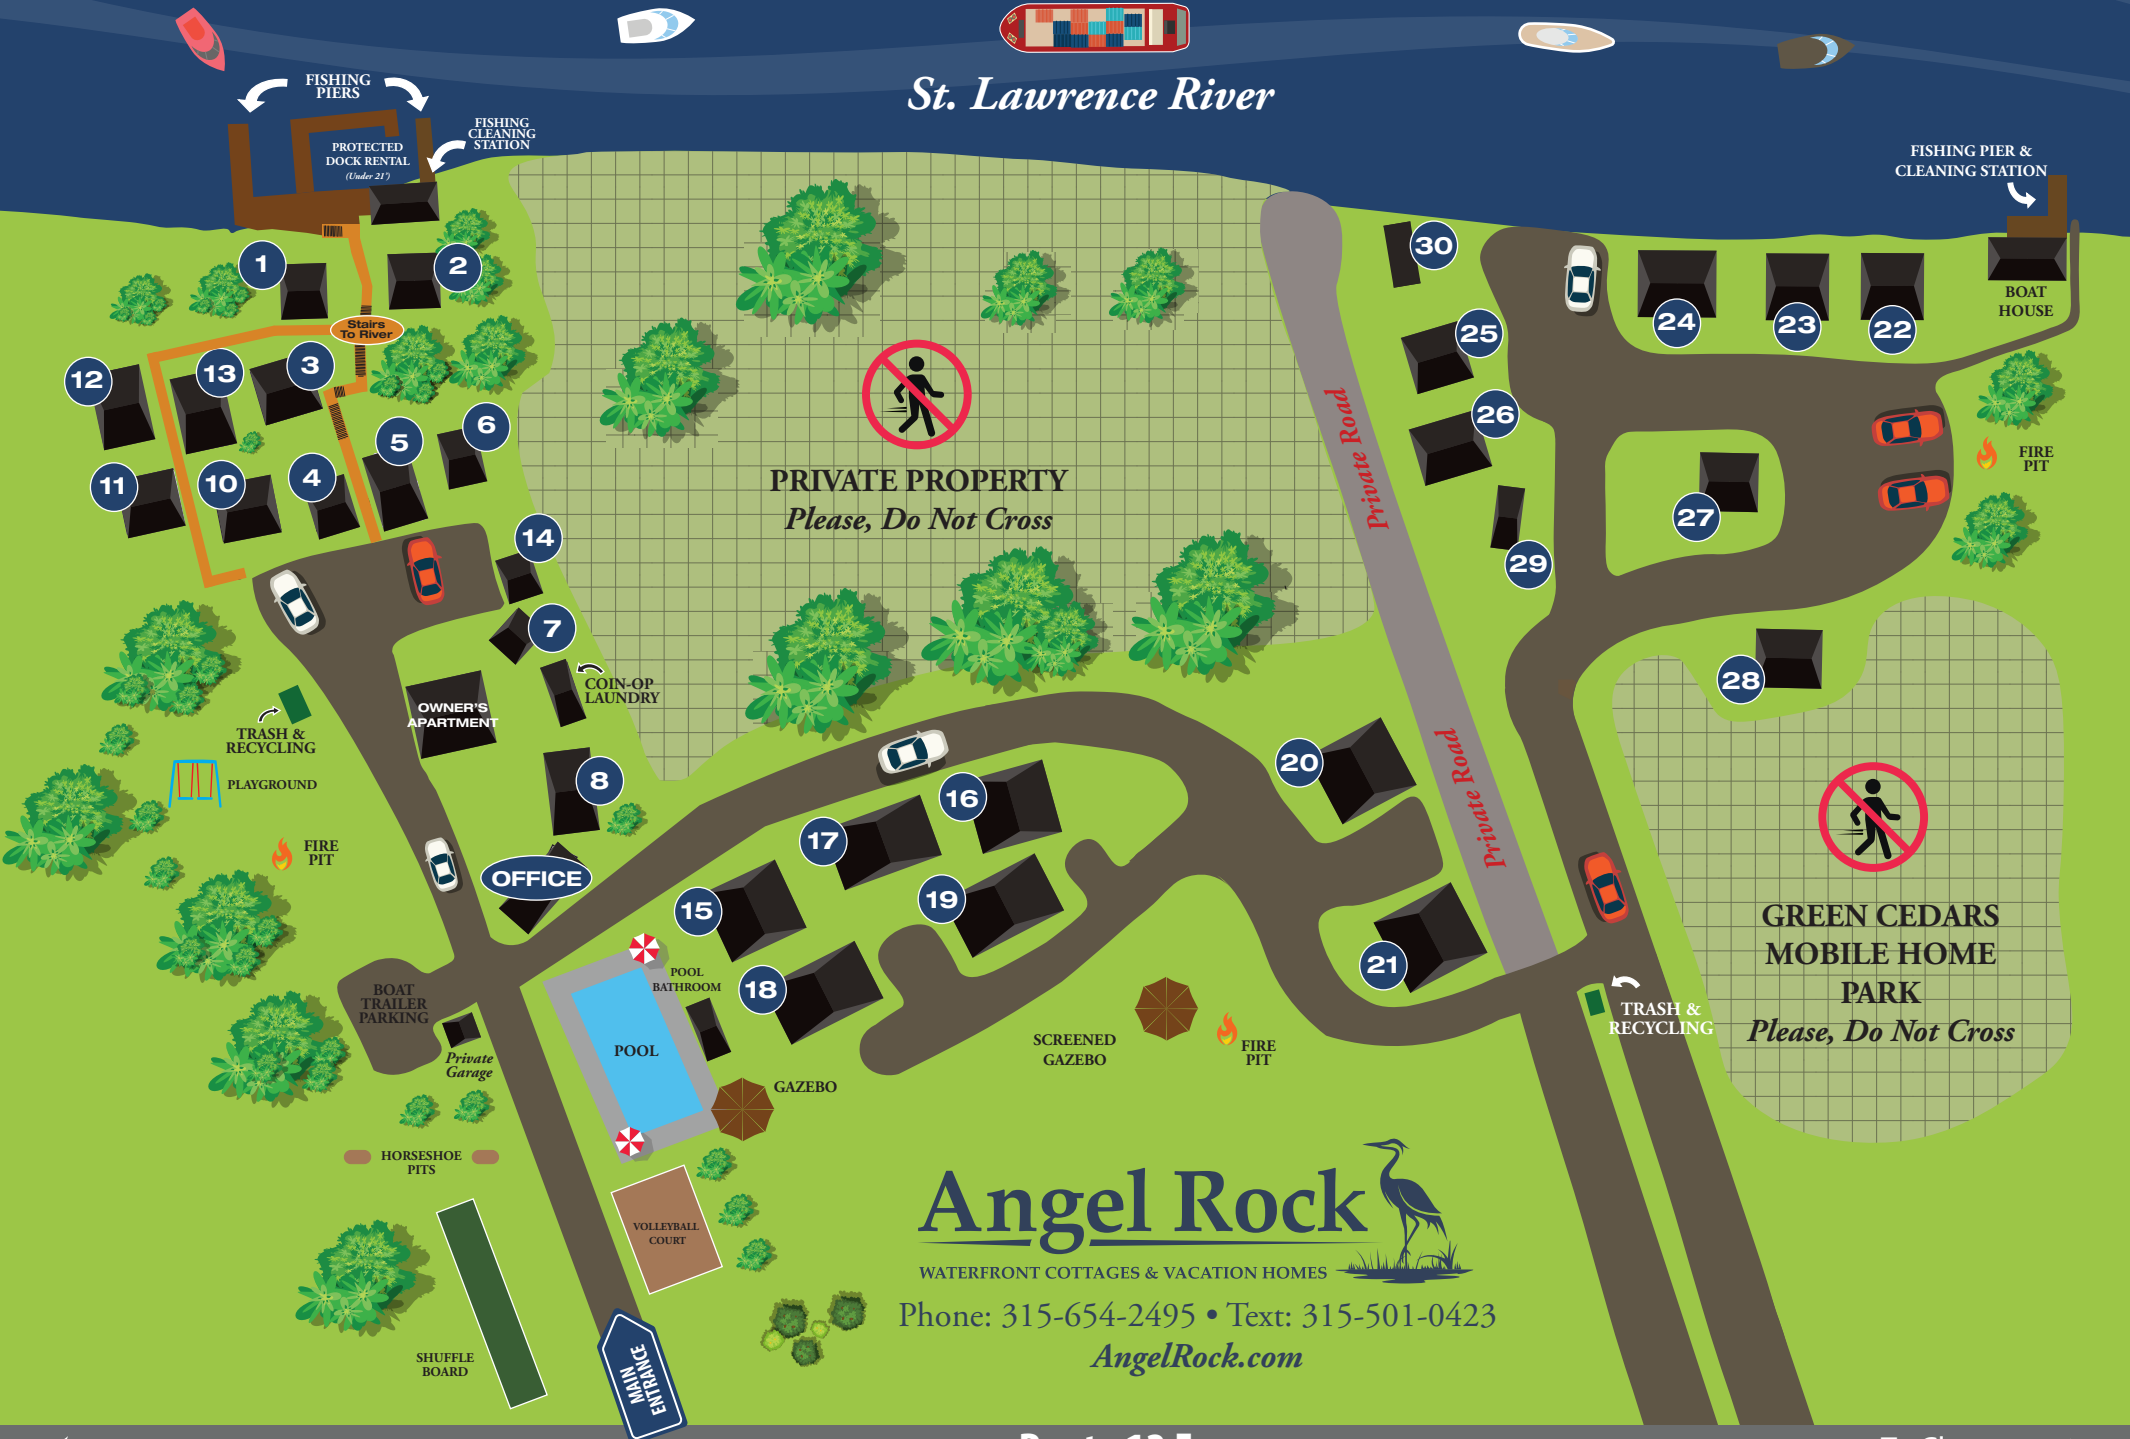 St. Lawrence River
FISHING
PIERS
FISHING
CLEANING
STATION
PROTECTED
DOCK RENTAL
(Under 21')
FISHING PIER &
CLEANING STATION
BOAT
HOUSE
1
2
Stairs
To River
3
13
12
5
6
4
10
11
14
7
30
25
24
23
22
26
27
29
28
FIRE
PIT
PRIVATE PROPERTY
Please, Do Not Cross
Private Road
Private Road
OWNER'S
APARTMENT
COIN-OP
LAUNDRY
TRASH &
RECYCLING
PLAYGROUND
FIRE
PIT
8
OFFICE
16
17
15
19
18
20
21
BOAT
TRAILER
PARKING
Private
Garage
POOL
BATHROOM
POOL
GAZEBO
SCREENED
GAZEBO
FIRE
PIT
TRASH &
RECYCLING
GREEN CEDARS
MOBILE HOME
PARK
Please, Do Not Cross
HORSESHOE
PITS
VOLLEYBALL
COURT
SHUFFLE
BOARD
MAIN
ENTRANCE
Angel Rock
WATERFRONT COTTAGES & VACATION HOMES
Phone: 315-654-2495 • Text: 315-501-0423
AngelRock.com